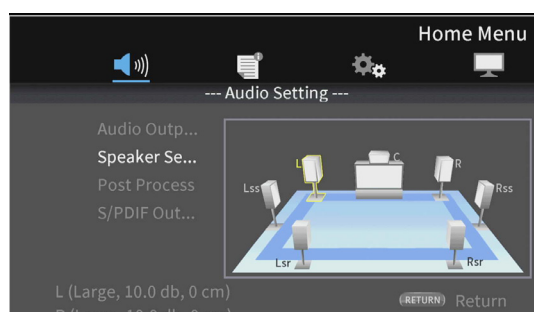 Home Menu
--- Audio Setting ---
Audio Outp...
Speaker Se...
Post Process
S/PDIF Out...
L
C
R
Lss
Rss
Lsr
Rsr
L (Large, 10.0 db, 0 cm)
RETURN Return